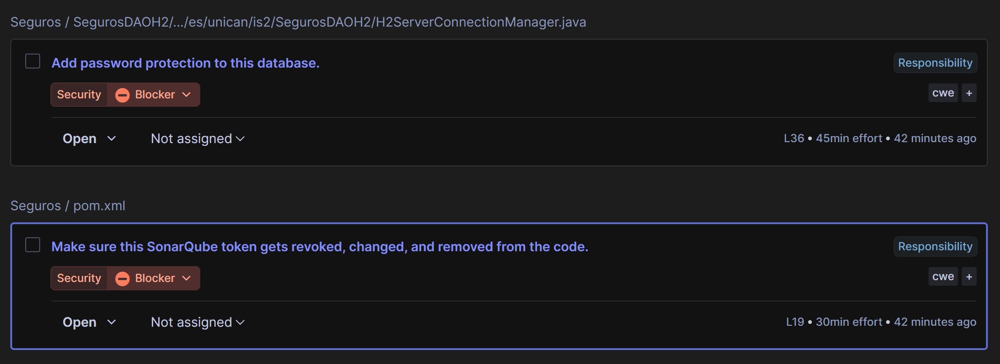 Seguros / SegurosDAOH2/.../es/unican/is2/SegurosDAOH2/H2ServerConnectionManager.java
Add password protection to this database.
Responsibility
Security Blocker
cwe +
Open Not assigned
L36 • 45min effort • 42 minutes ago
Seguros / pom.xml
Make sure this SonarQube token gets revoked, changed, and removed from the code.
Responsibility
Security Blocker
cwe +
Open Not assigned
L19 • 30min effort • 42 minutes ago